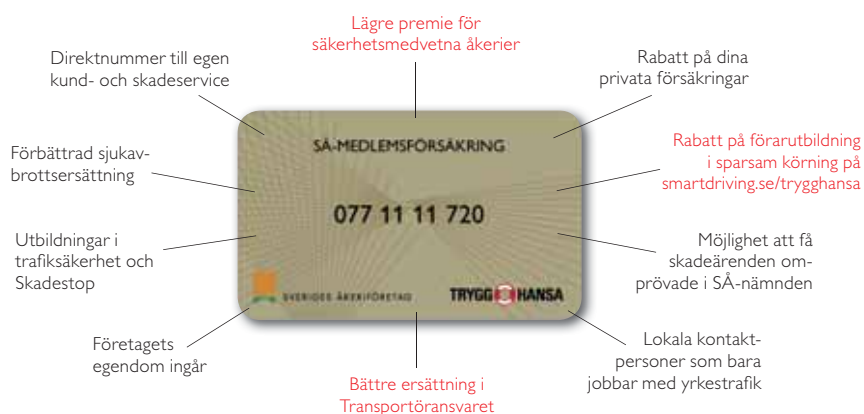 Lägre premie för
säkerhetsmedvetna åkerier
Direktnummer till egen
kund- och skadeservice
Rabatt på dina
privata försäkringar
Förbättrad sjukav-
brottsersättning
Rabatt på förarutbildning
i sparsam körning på
smartdriving.se/trygghansa
Utbildningar i
trafiksäkerhet och
Skadestop
Möjlighet att få
skadeärenden om-
prövade i SÅ-nämnden
Företagets
egendom ingår
Lokala kontakt-
personer som bara
jobbar med yrkestrafik
Bättre ersättning i
Transportöransvaret
SÅ-MEDLEMSFÖRSÄKRING
077 11 11 720
SVERIGES ÅKERIFÖRETAG
TRYGG HANSA